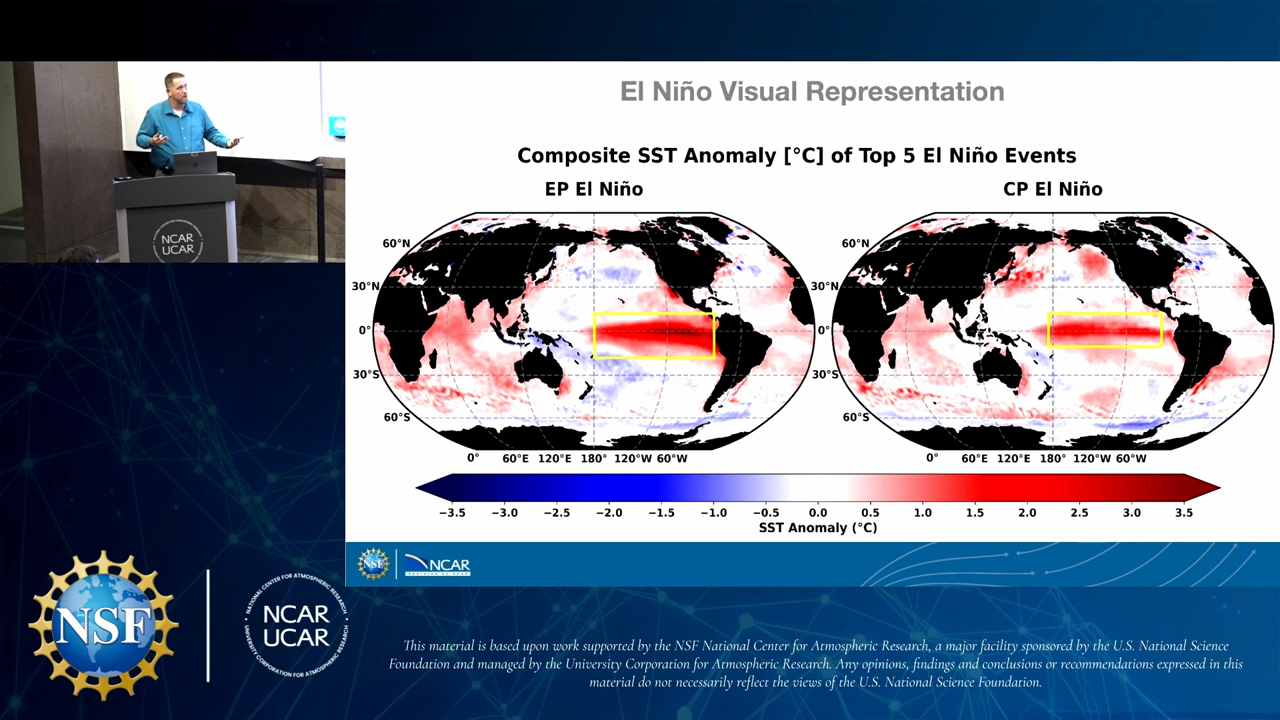 El Niño Visual Representation
Composite SST Anomaly [°C] of Top 5 El Niño Events
EP El Niño
CP El Niño
60°N
30°N
0°
30°S
60°S
0° 60°E 120°E 180° 120°W 60°W
60°N
30°N
0°
30°S
60°S
0° 60°E 120°E 180° 120°W 60°W
−3.5 −3.0 −2.5 −2.0 −1.5 −1.0 −0.5 0.0 0.5 1.0 1.5 2.0 2.5 3.0 3.5
SST Anomaly (°C)
NCAR
UCAR
NSF
NCAR
NSF
NATIONAL CENTER FOR ATMOSPHERIC RESEARCH
NCAR
UCAR
UNIVERSITY CORPORATION FOR ATMOSPHERIC RESEARCH
This material is based upon work supported by the NSF National Center for Atmospheric Research, a major facility sponsored by the U.S. National Science
Foundation and managed by the University Corporation for Atmospheric Research. Any opinions, findings and conclusions or recommendations expressed in this
material do not necessarily reflect the views of the U.S. National Science Foundation.